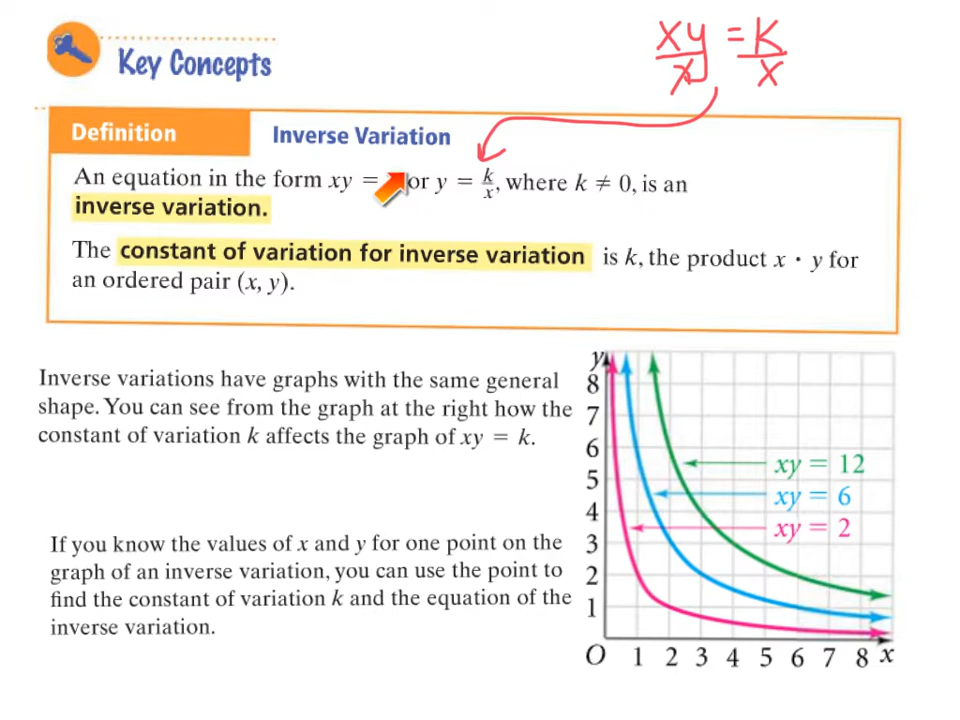 xy = k
x x
Key Concepts
Definition Inverse Variation
An equation in the form xy = or y = k/x, where k ≠ 0, is an
inverse variation.
The constant of variation for inverse variation is k, the product x · y for
an ordered pair (x, y).
Inverse variations have graphs with the same general
shape. You can see from the graph at the right how the
constant of variation k affects the graph of xy = k.
If you know the values of x and y for one point on the
graph of an inverse variation, you can use the point to
find the constant of variation k and the equation of the
inverse variation.
y
8
7
6
5
4
3
2
1
xy = 12
xy = 6
xy = 2
O 1 2 3 4 5 6 7 8 x